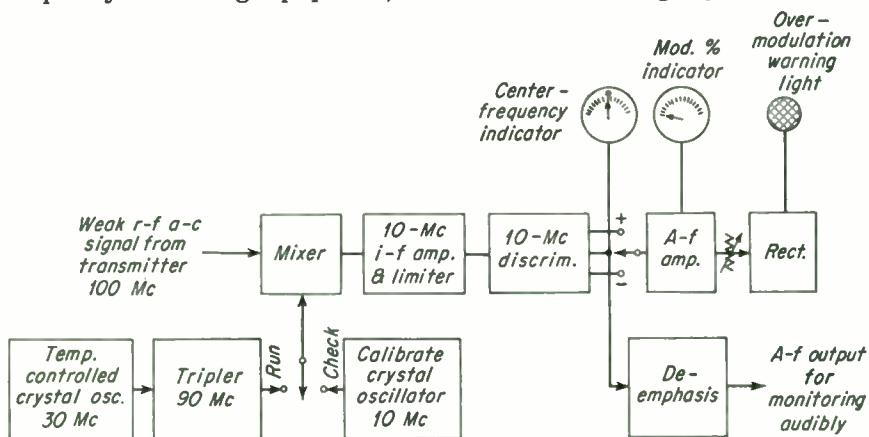 Over-
modulation
warning
light
Mod. %
indicator
Center-
frequency
indicator
Weak r-f a-c
signal from
transmitter
100 Mc
Mixer
10-Mc
i-f amp.
& limiter
10-Mc
discrim.
+
-
A-f
amp.
Rect.
Temp.
controlled
crystal osc.
30 Mc
Tripler
90 Mc
Run
Check
Calibrate
crystal
oscillator
10 Mc
De-
emphasis
A-f output
for
monitoring
audibly